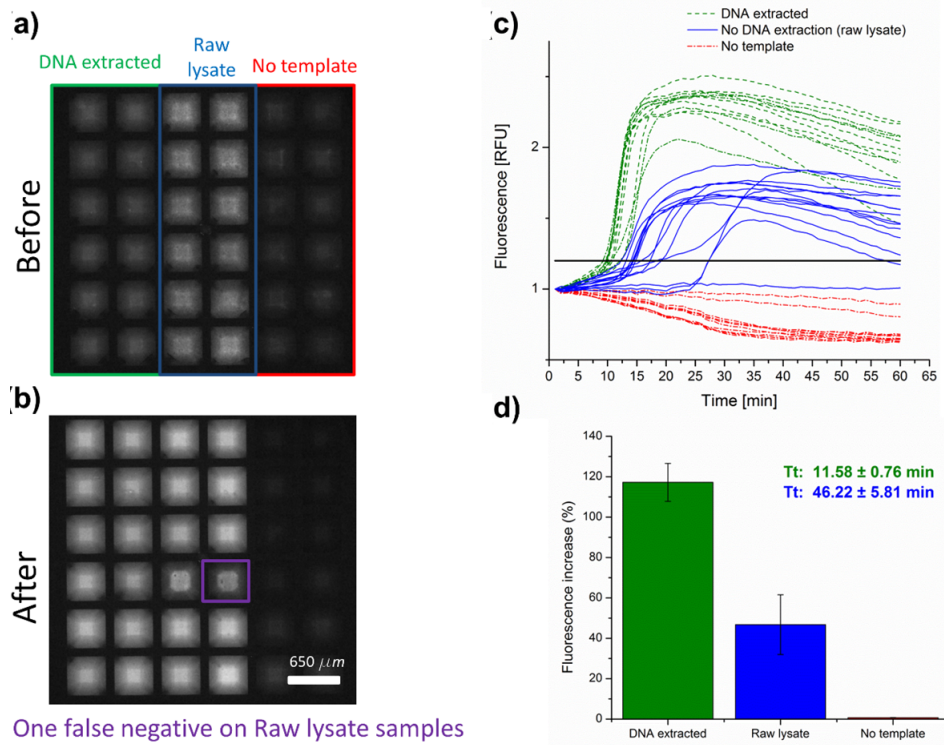 (a)
DNA extracted
Raw
lysate
No template
Before
(b)
After
650 μm
One false negative on Raw lysate samples
c)
DNA extracted
No DNA extraction (raw lysate)
No template
Fluorescence [RFU]
2
1
0 5 10 15 20 25 30 35 40 45 50 55 60 65
Time [min]
d)
Tt: 11.58 ± 0.76 min
Tt: 46.22 ± 5.81 min
Fluorescence increase (%)
140
120
100
80
60
40
20
0
DNA extracted Raw lysate No template